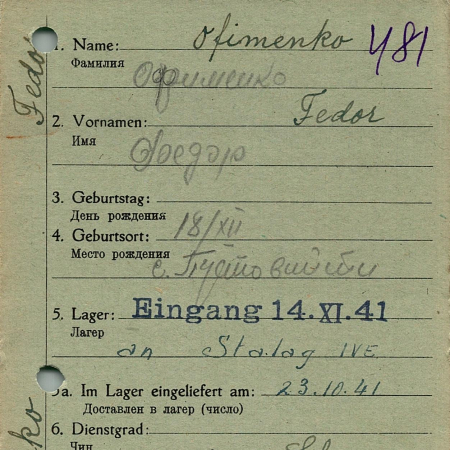 1. Name: Ofimenko 481
Фамилия
Офименко
Fedor
2. Vornamen: Fedor
Имя
Федор
3. Geburtstag:
День рождения 18/XII
4. Geburtsort:
Место рождения
с.
5. Lager: Eingang 14.XI.41
Лагерь
an Stalag IVE
5a. Im Lager eingeliefert am: 23.10.41
Доставлен в лагерь (число)
ko
6. Dienstgrad:
Чин